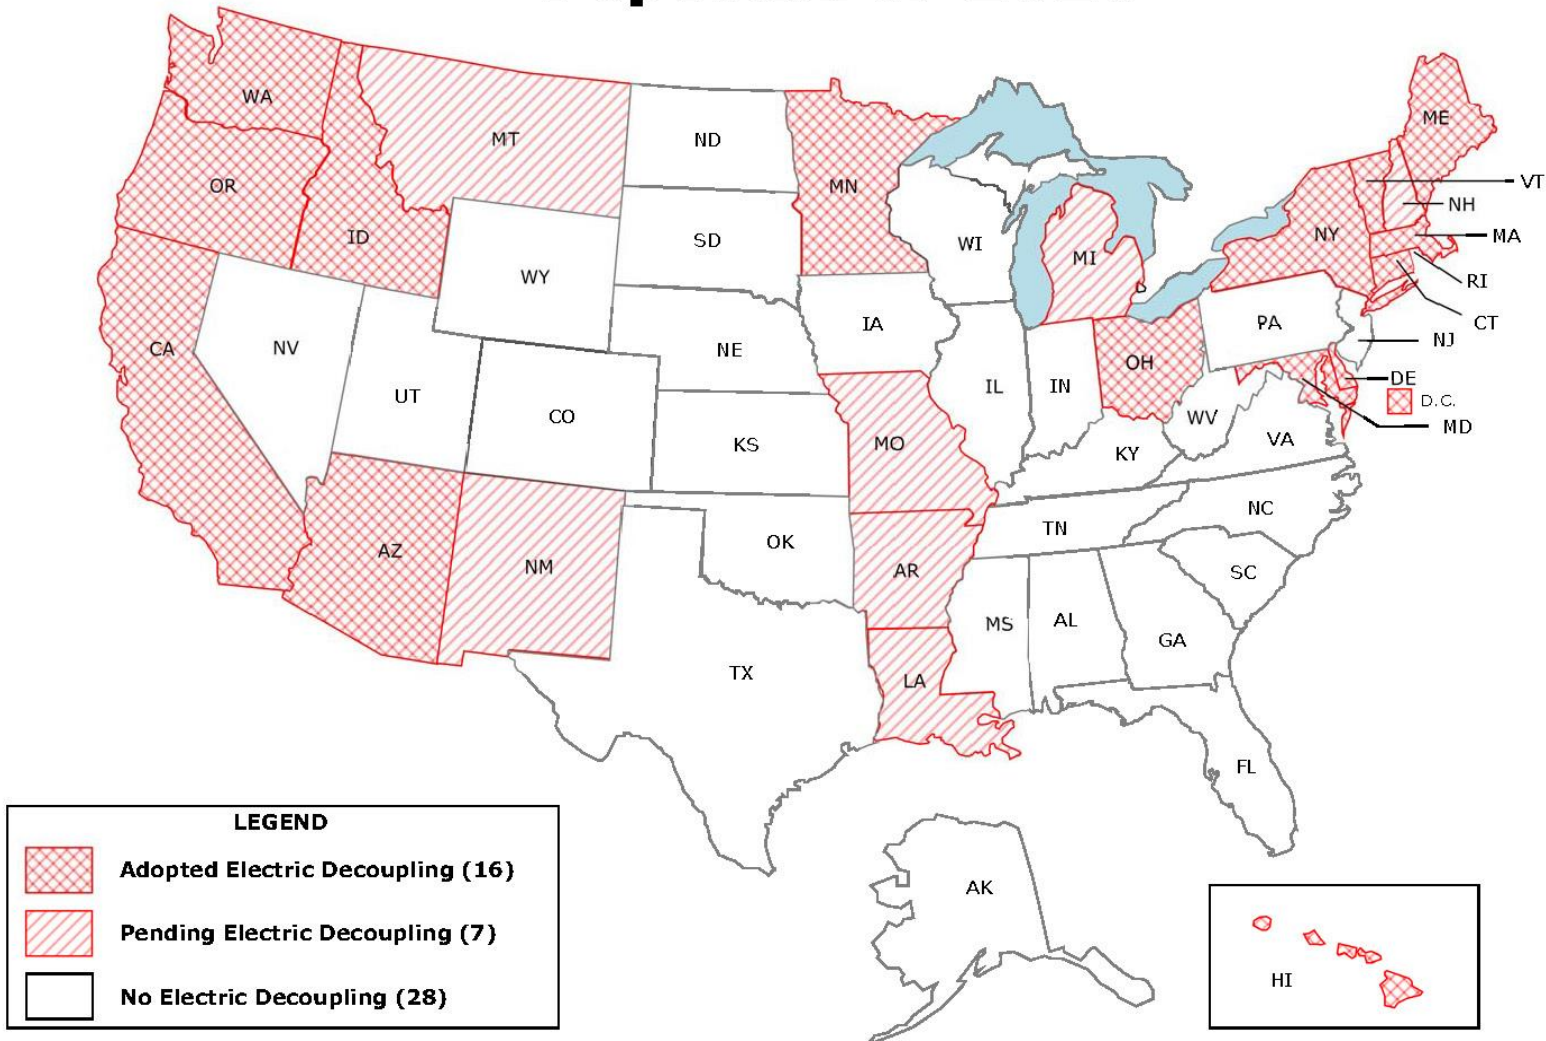 WA
MT
ND
ME
OR
MN
VT
ID
SD
WI
NY
NH
MA
WY
MI
RI
CA
NV
NE
IA
PA
CT
NJ
UT
CO
IL
IN
OH
DE
D.C.
KS
MO
KY
WV
VA
MD
AZ
NM
OK
AR
TN
NC
SC
TX
LA
MS
AL
GA
FL
AK
HI
LEGEND
Adopted Electric Decoupling (16)
Pending Electric Decoupling (7)
No Electric Decoupling (28)